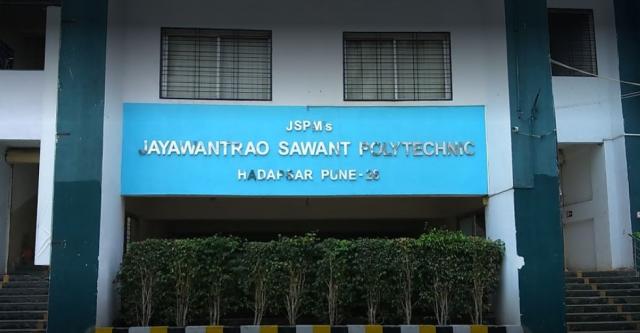 JSPM's
JAYAWANTRAO SAWANT POLYTECHNIC
HADAPSAR PUNE-28